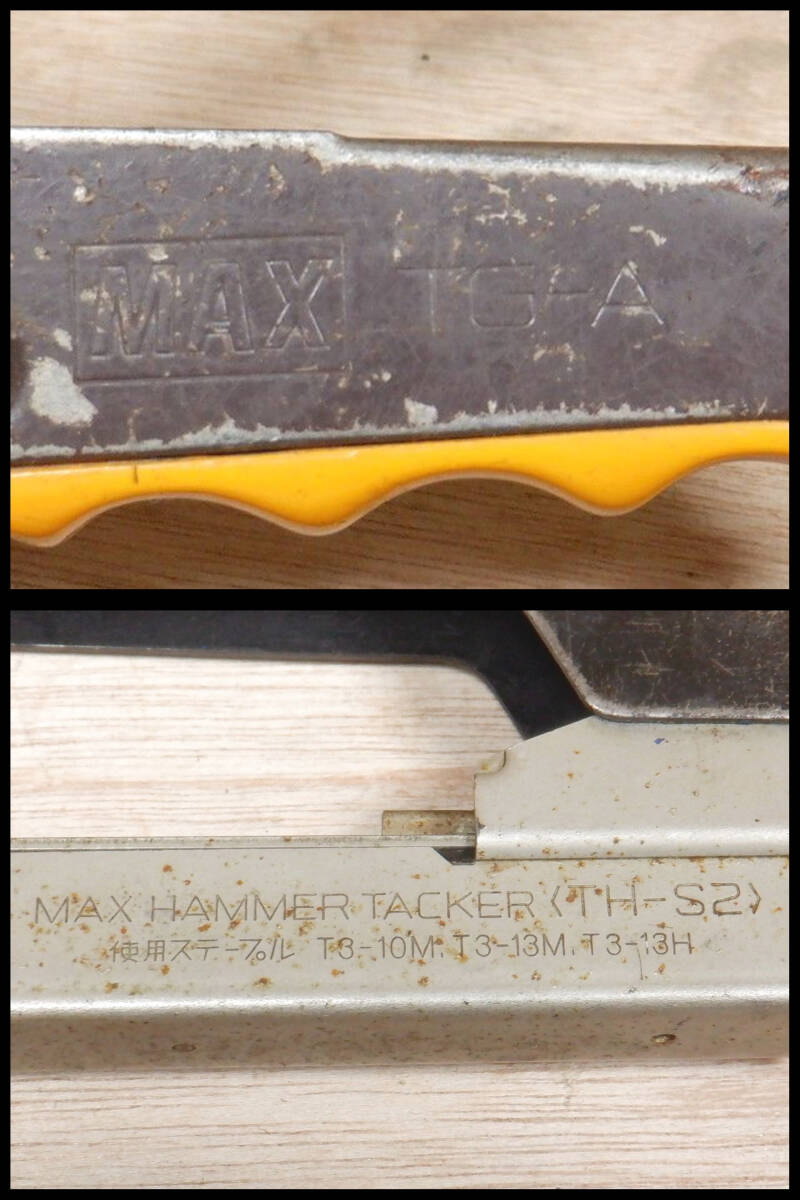 MAX TG-A
MAX HAMMER TACKER〈TH-S2〉
使用ステープル T3-10M, T3-13M, T3-13H